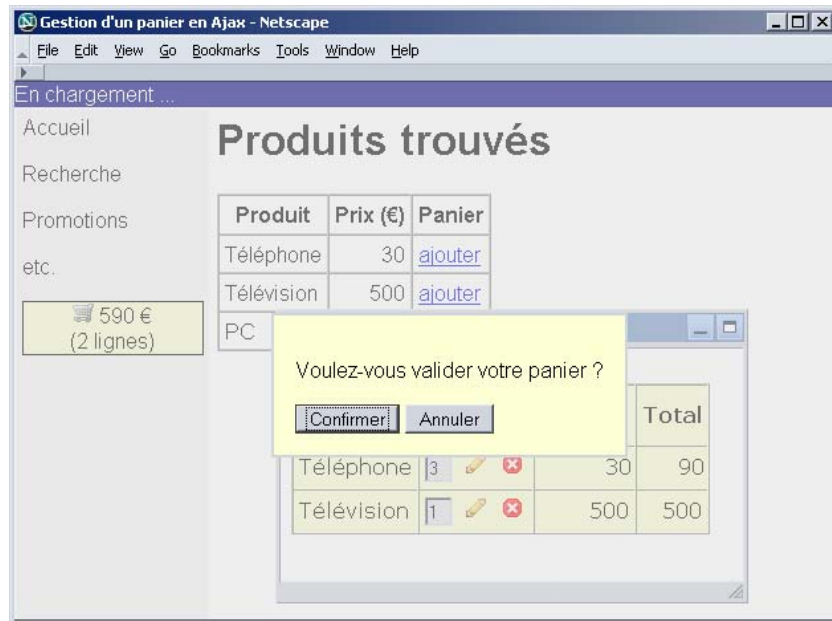 Gestion d'un panier en Ajax - Netscape
File Edit View Go Bookmarks Tools Window Help
En chargement ...
Accueil
Recherche
Promotions
etc.
590 €
(2 lignes)
Produits trouvés
Produit Prix (€) Panier
Téléphone 30 ajouter
Télévision 500 ajouter
PC
Voulez-vous valider votre panier ?
Confirmer Annuler
Total
Téléphone 3 30 90
Télévision 1 500 500